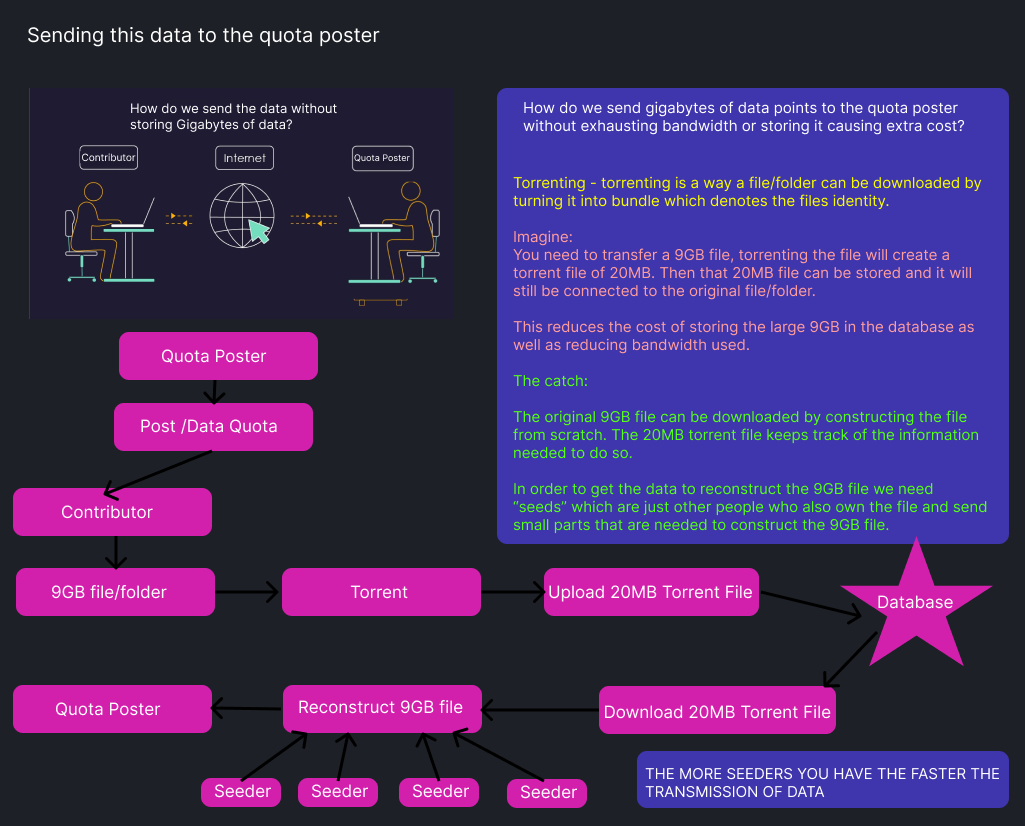 Sending this data to the quota poster
How do we send the data without
storing Gigabytes of data?
Contributor
Internet
Quota Poster
How do we send gigabytes of data points to the quota poster
without exhausting bandwidth or storing it causing extra cost?
Torrenting - torrenting is a way a file/folder can be downloaded by
turning it into bundle which denotes the files identity.
Imagine:
You need to transfer a 9GB file, torrenting the file will create a
torrent file of 20MB. Then that 20MB file can be stored and it will
still be connected to the original file/folder.
This reduces the cost of storing the large 9GB in the database as
well as reducing bandwidth used.
The catch:
The original 9GB file can be downloaded by constructing the file
from scratch. The 20MB torrent file keeps track of the information
needed to do so.
In order to get the data to reconstruct the 9GB file we need
“seeds” which are just other people who also own the file and send
small parts that are needed to construct the 9GB file.
Quota Poster
Post /Data Quota
Contributor
9GB file/folder
Torrent
Upload 20MB Torrent File
Database
Quota Poster
Reconstruct 9GB file
Download 20MB Torrent File
Seeder
Seeder
Seeder
Seeder
THE MORE SEEDERS YOU HAVE THE FASTER THE
TRANSMISSION OF DATA